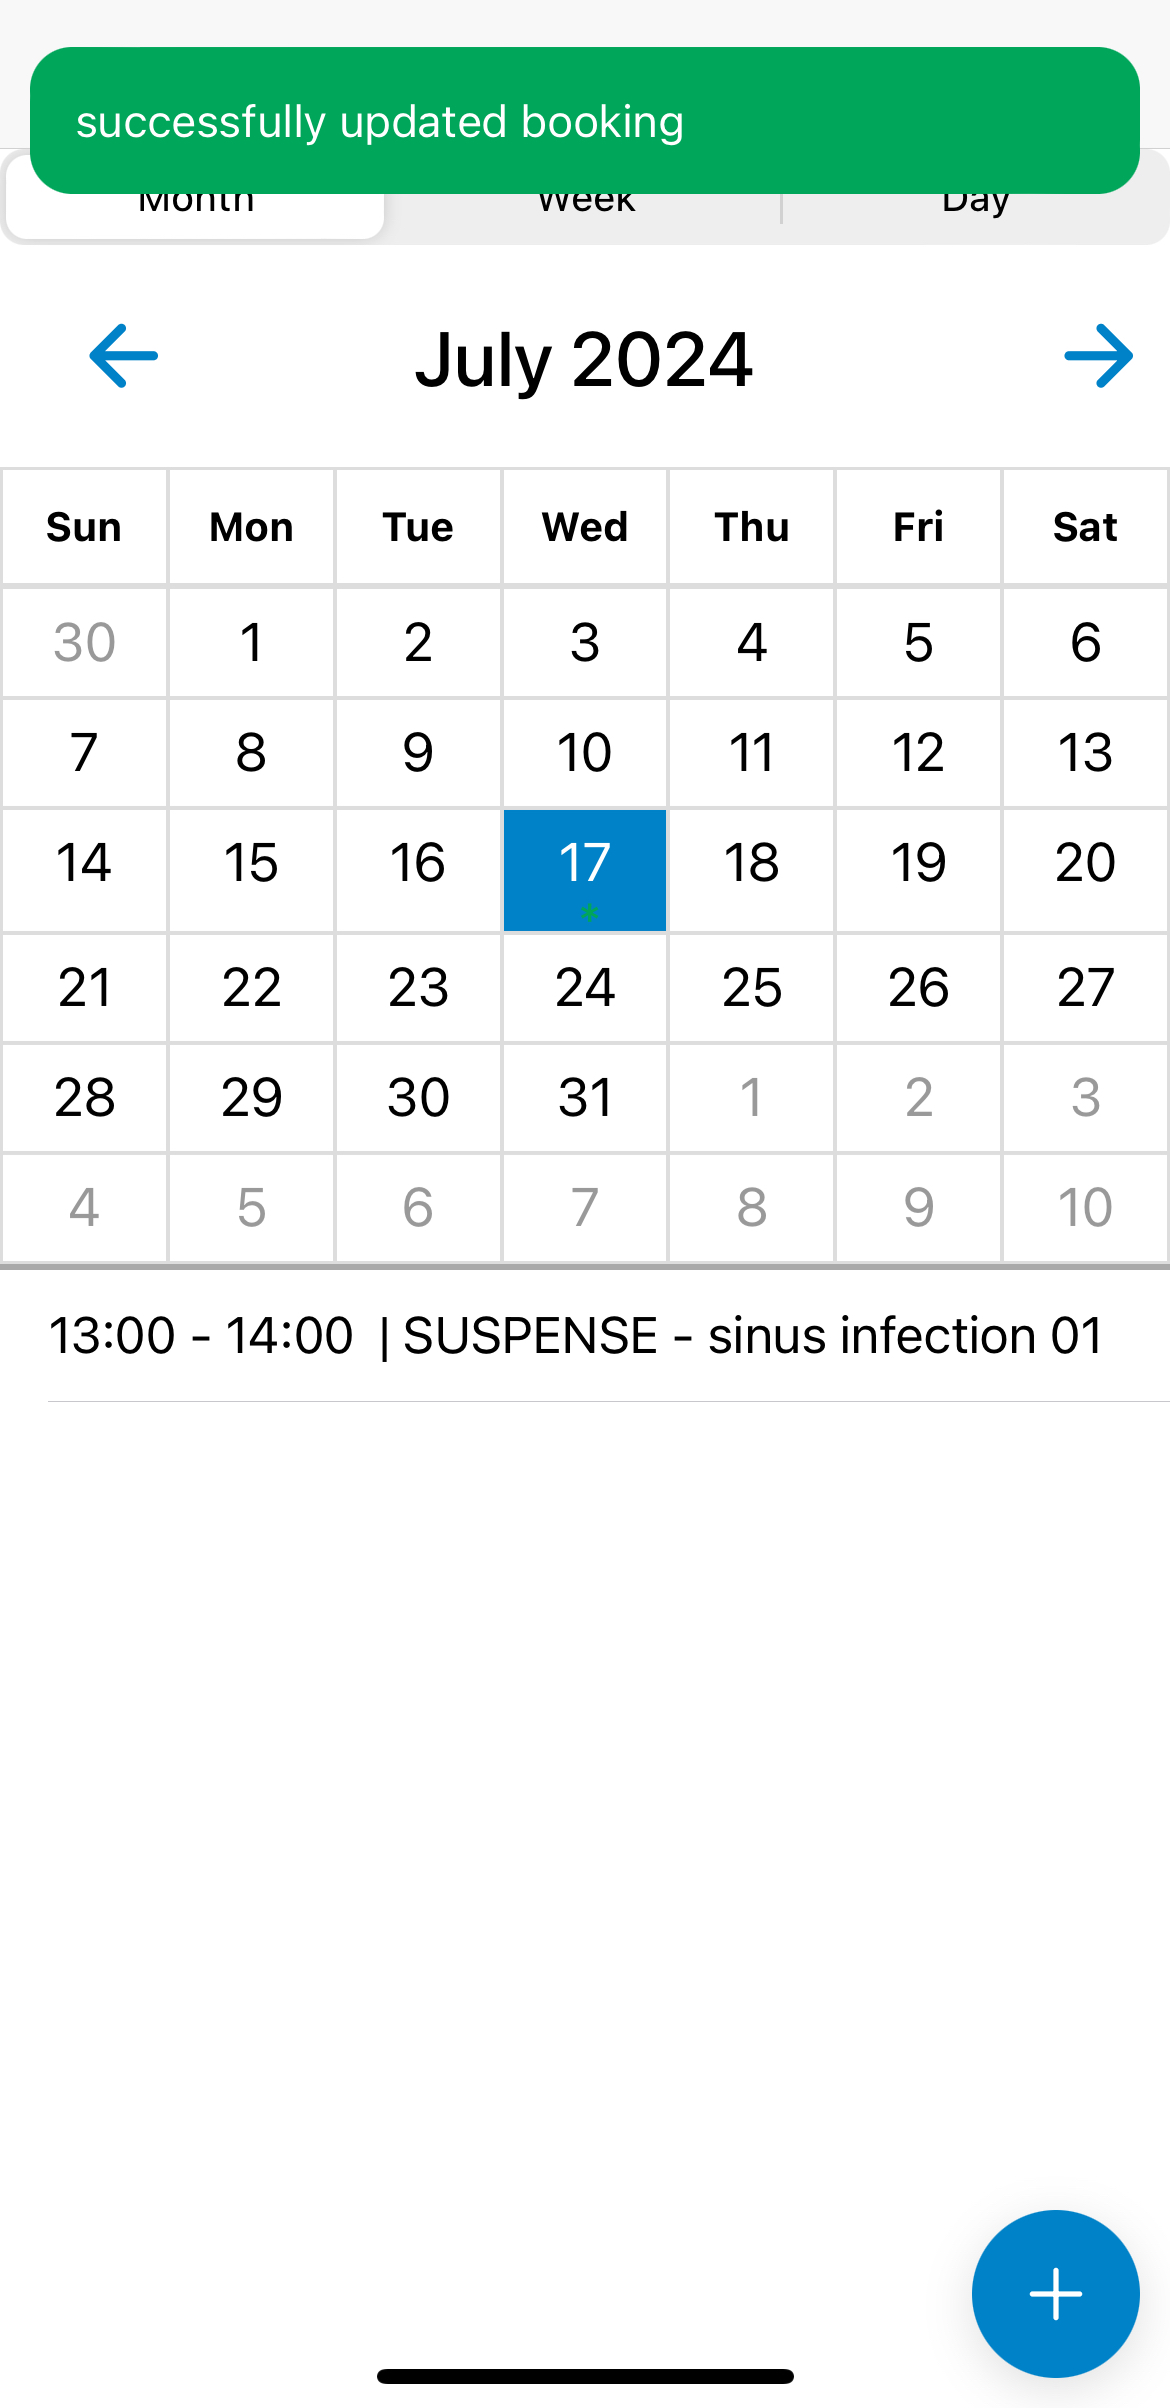 successfully updated booking
Month Week Day
July 2024
Sun Mon Tue Wed Thu Fri Sat
30 1 2 3 4 5 6
7 8 9 10 11 12 13
14 15 16 17 18 19 20
*
21 22 23 24 25 26 27
28 29 30 31 1 2 3
4 5 6 7 8 9 10
13:00 - 14:00 | SUSPENSE - sinus infection 01